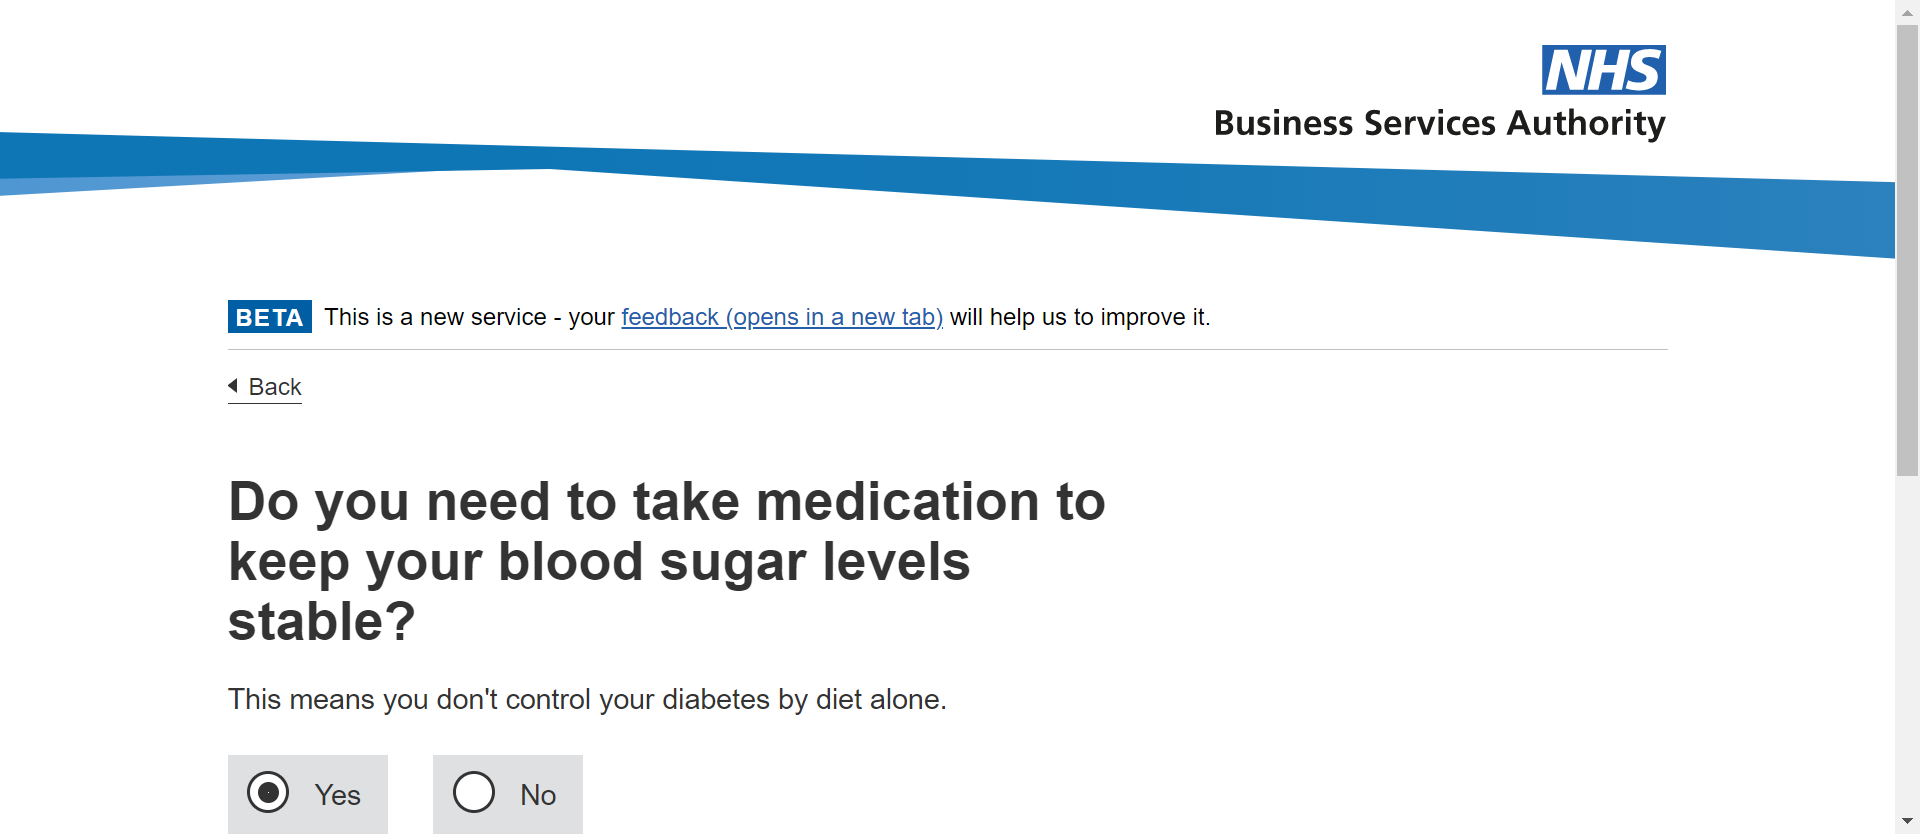 NHS
Business Services Authority
BETA This is a new service - your feedback (opens in a new tab) will help us to improve it.
Back
Do you need to take medication to
keep your blood sugar levels
stable?
This means you don't control your diabetes by diet alone.
Yes No